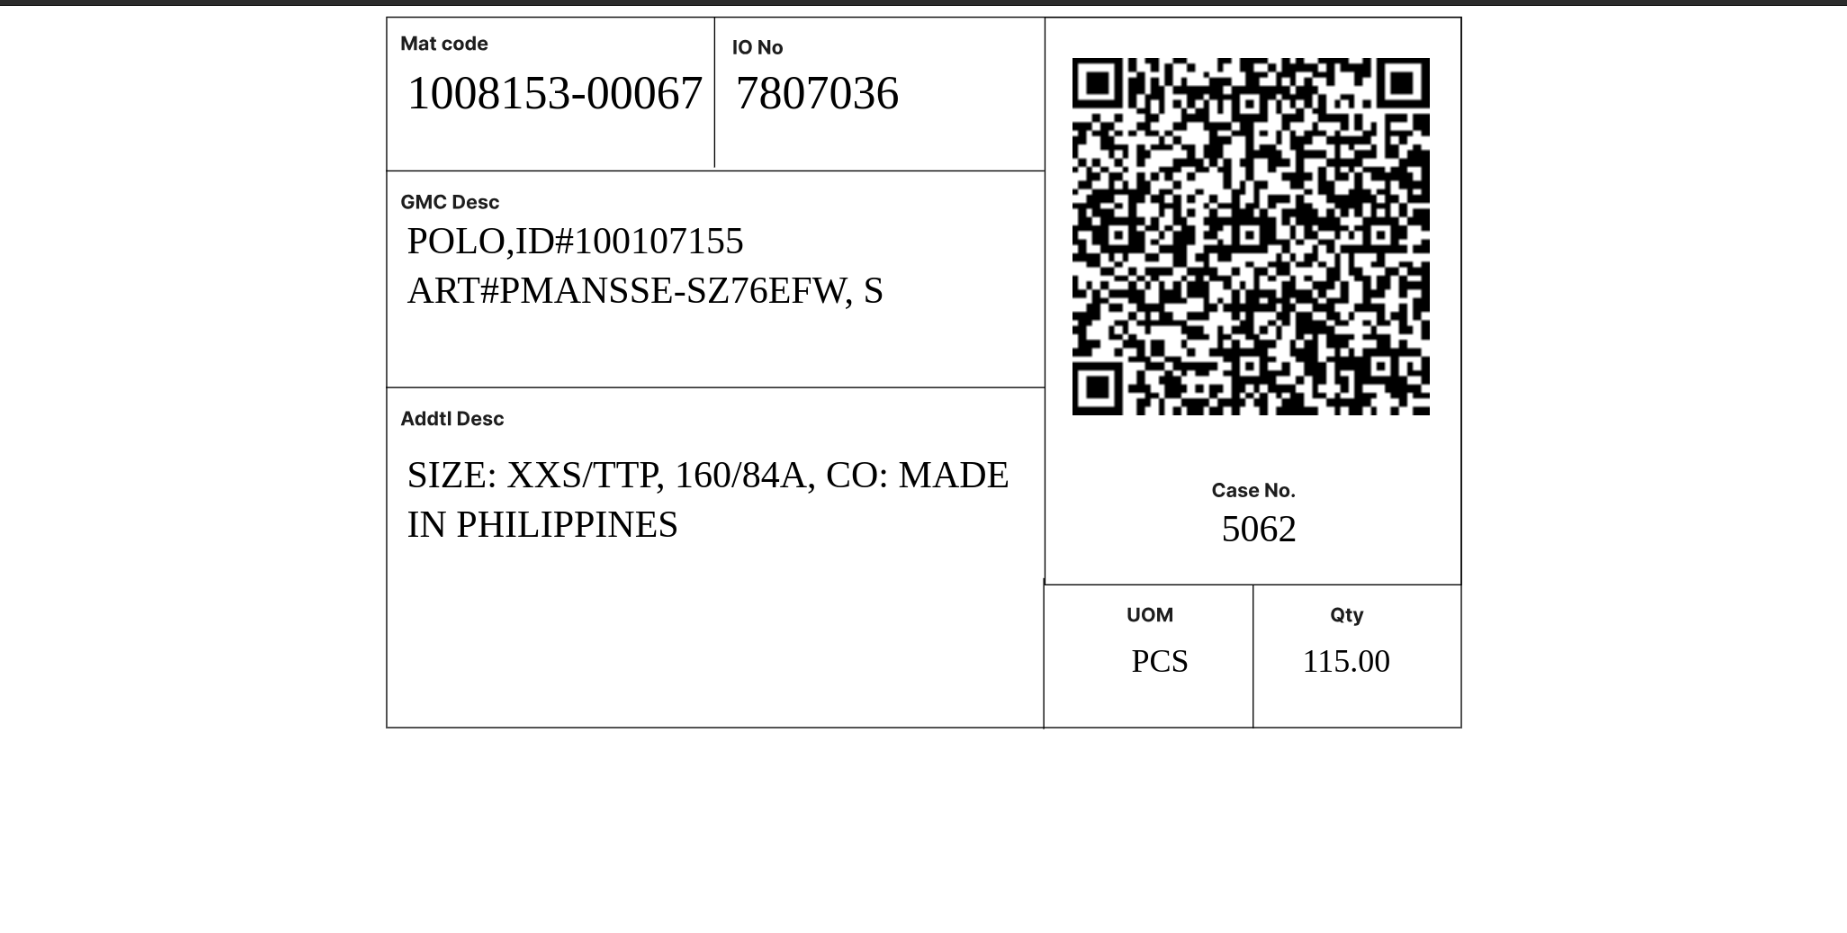 Mat code
1008153-00067
IO No
7807036
GMC Desc
POLO,ID#100107155
ART#PMANSSE-SZ76EFW, S
Addtl Desc
SIZE: XXS/TTP, 160/84A, CO: MADE
IN PHILIPPINES
Case No.
5062
UOM
PCS
Qty
115.00